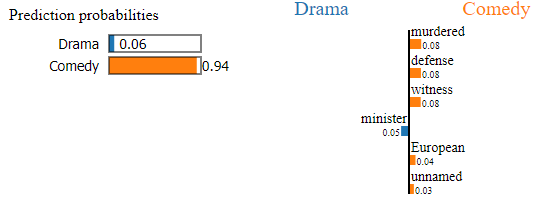 Prediction probabilities
Drama 0.06
Comedy 0.94
Drama Comedy
murdered
0.08
defense
0.08
witness
0.08
minister
0.05
European
0.04
unnamed
0.03